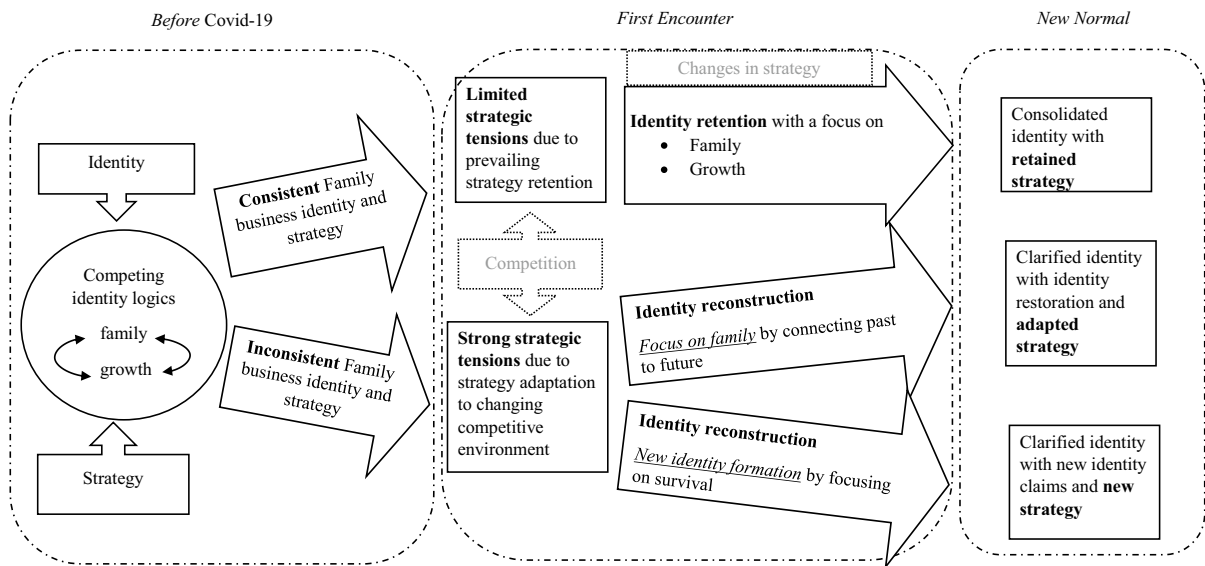 Before Covid-19
First Encounter
New Normal
Identity
Competing
identity logics
family
growth
Strategy
Consistent Family
business identity and
strategy
Inconsistent Family
business identity and
strategy
Limited
strategic
tensions due to
prevailing
strategy retention
Competition
Strong strategic
tensions due to
strategy adaptation
to changing
competitive
environment
Changes in strategy
Identity retention with a focus on
• Family
• Growth
Identity reconstruction
Focus on family by connecting past
to future
Identity reconstruction
New identity formation by focusing
on survival
Consolidated
identity with
retained
strategy
Clarified identity
with identity
restoration and
adapted
strategy
Clarified identity
with new identity
claims and new
strategy